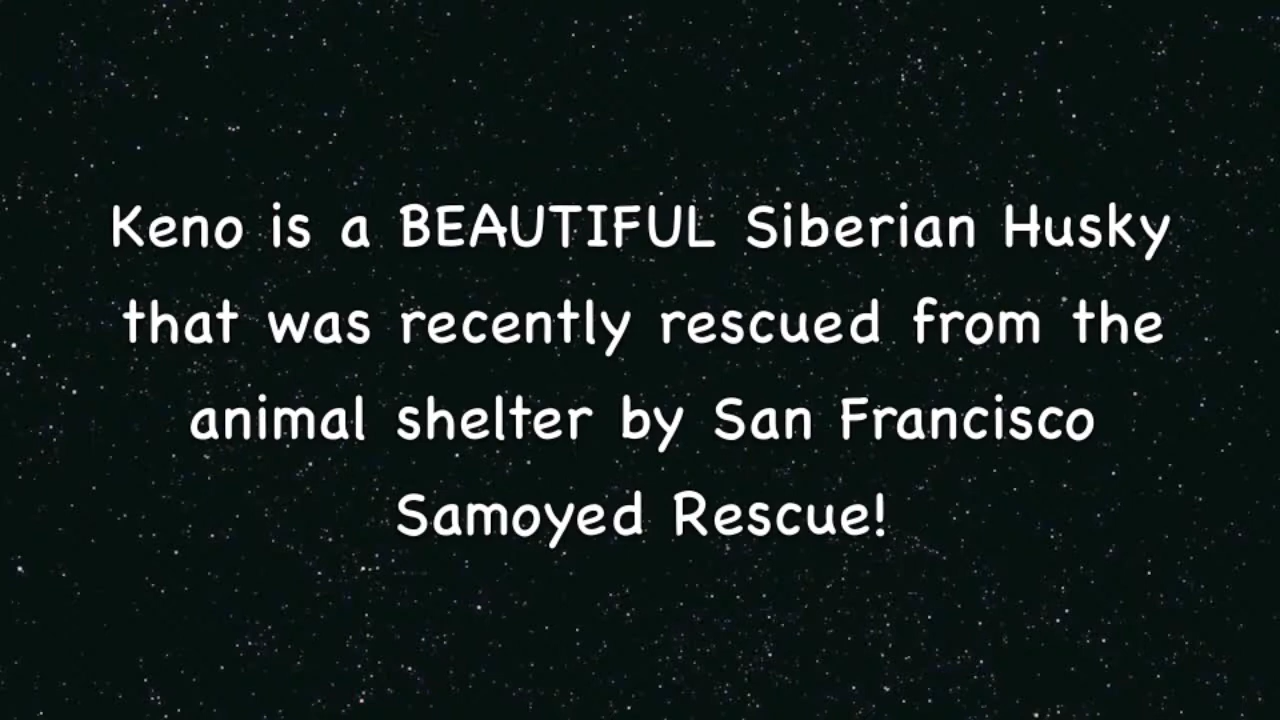 Keno is a BEAUTIFUL Siberian Husky
that was recently rescued from the
animal shelter by San Francisco
Samoyed Rescue!